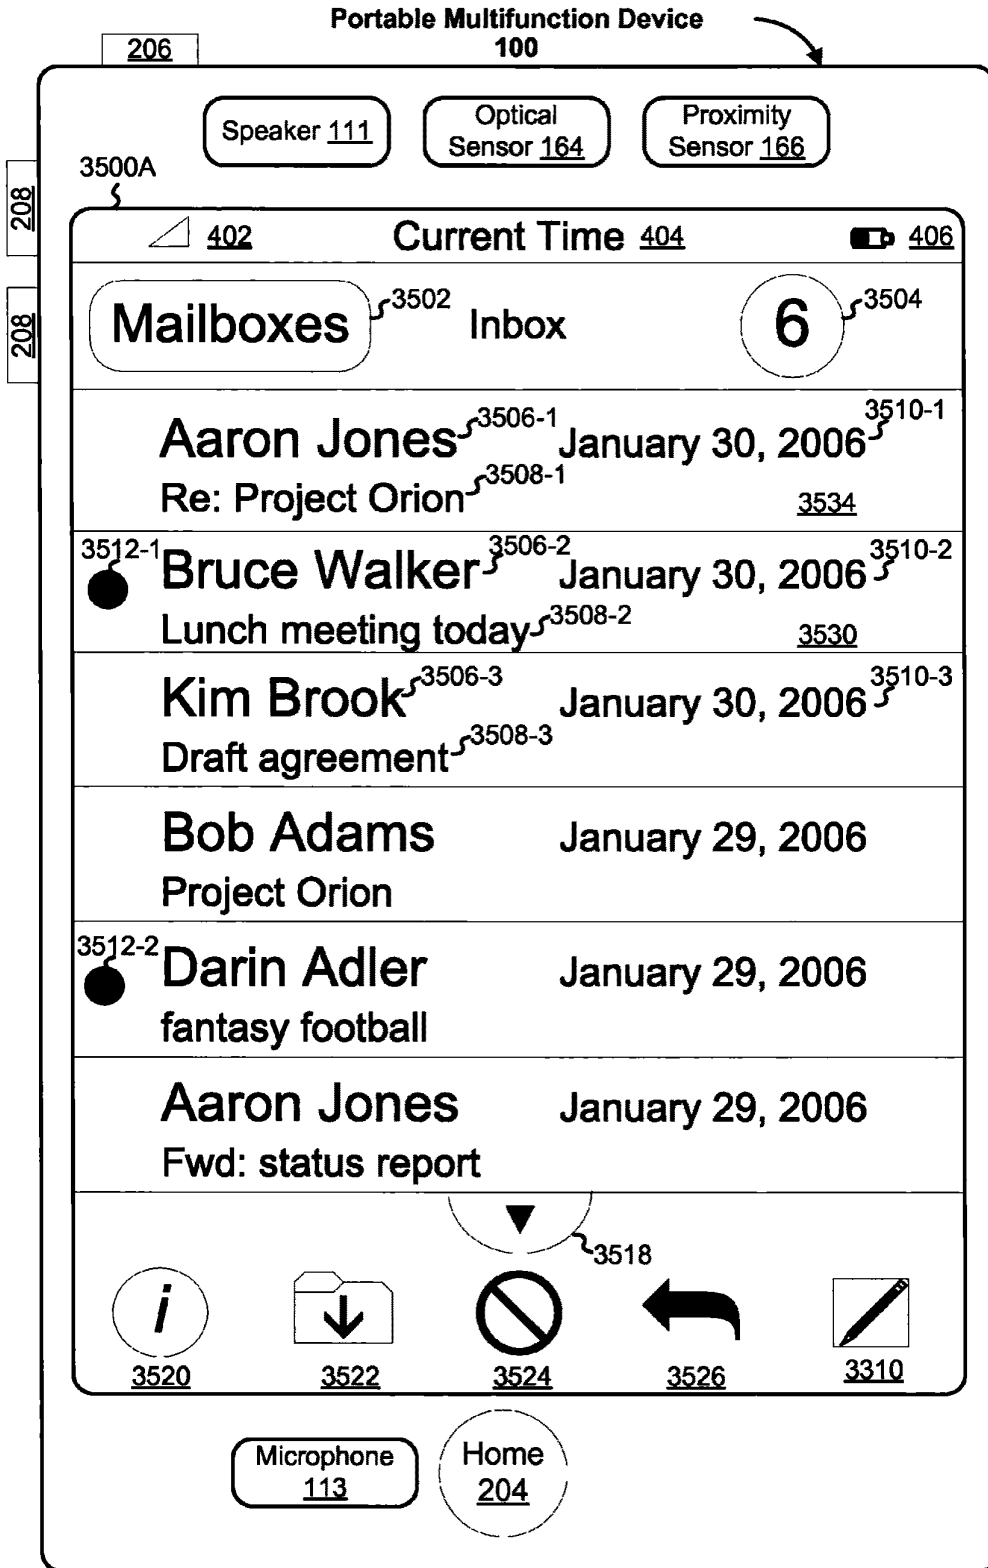 Portable Multifunction Device
100
206
Speaker 111
Optical
Sensor 164
Proximity
Sensor 166
208
208
3500A
402 Current Time 404 406
Mailboxes 3502 Inbox 6 3504
Aaron Jones 3506-1 January 30, 2006 3510-1
Re: Project Orion 3508-1 3534
3512-1 Bruce Walker 3506-2 January 30, 2006 3510-2
Lunch meeting today 3508-2 3530
Kim Brook 3506-3 January 30, 2006 3510-3
Draft agreement 3508-3
Bob Adams January 29, 2006
Project Orion
3512-2 Darin Adler January 29, 2006
fantasy football
Aaron Jones January 29, 2006
Fwd: status report
3518
i
3520 3522 3524 3526 3310
Microphone
113
Home
204